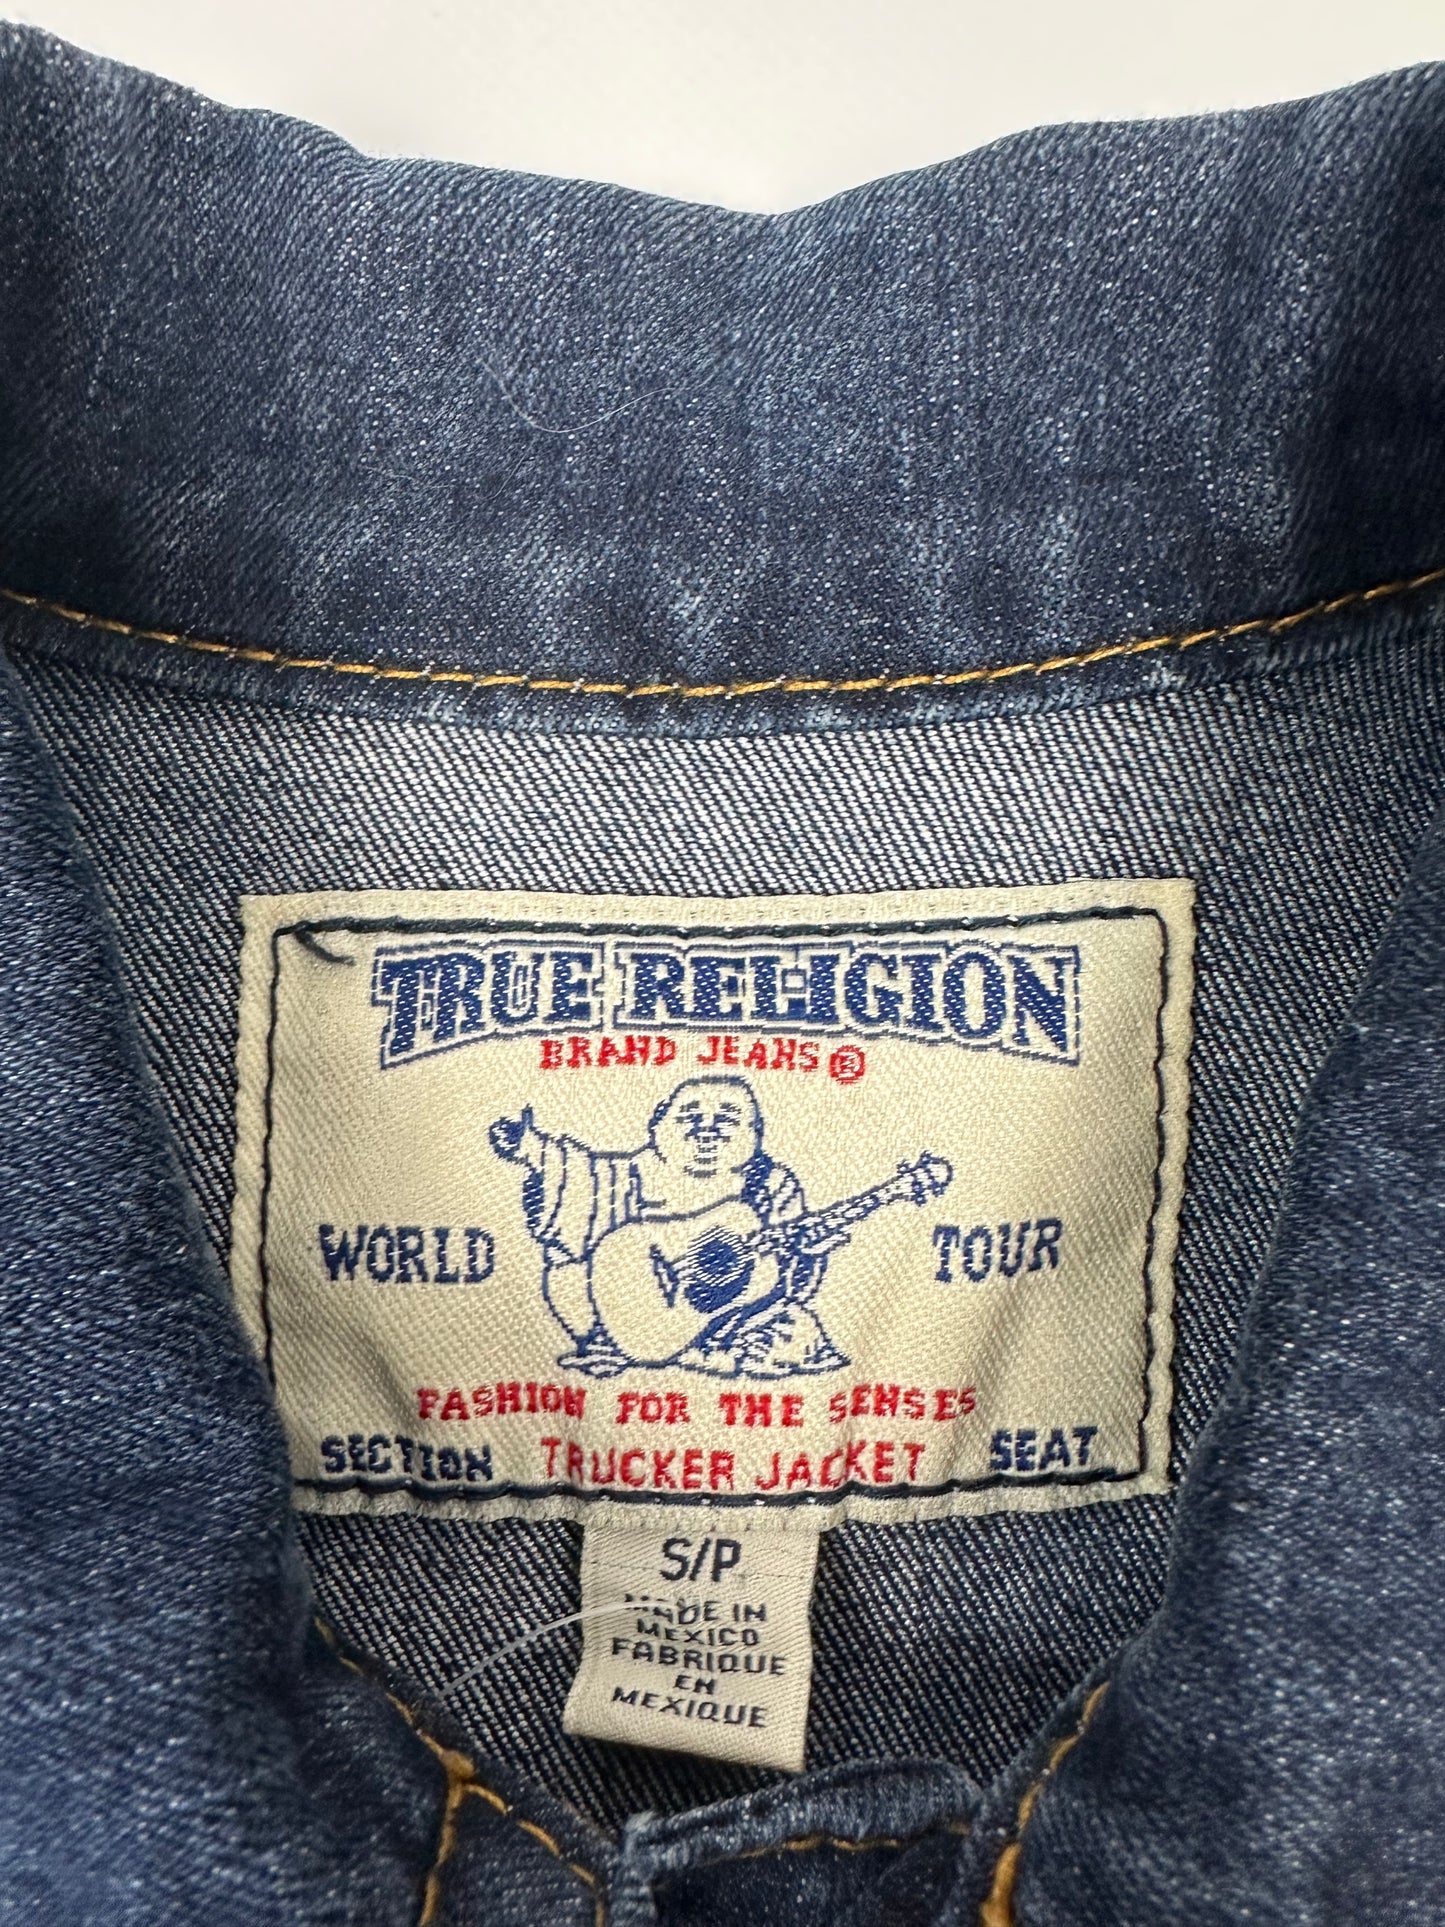 TRUE RELIGION
BRAND JEANS®
WORLD TOUR
FASHION FOR THE SENSES
SECTION TRUCKER JACKET SEAT
S/P
MADE IN
MEXICO
FABRIQUE
EN
MEXIQUE